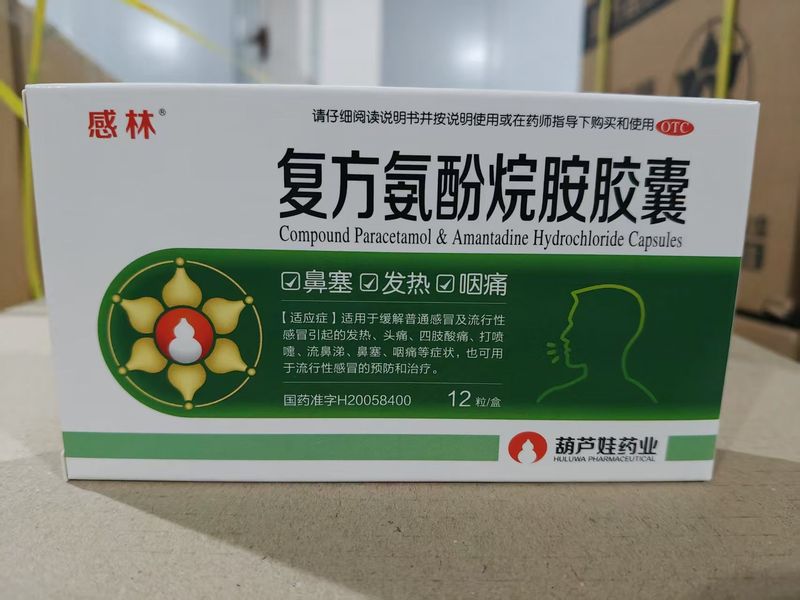 感林®
请仔细阅读说明书并按说明使用或在药师指导下购买和使用 OTC
复方氨酚烷胺胶囊
Compound Paracetamol & Amantadine Hydrochloride Capsules
鼻塞 发热 咽痛
【适应症】适用于缓解普通感冒及流行性
感冒引起的发热、头痛、四肢酸痛、打喷
嚏、流鼻涕、鼻塞、咽痛等症状，也可用
于流行性感冒的预防和治疗。
国药准字H20058400 12粒/盒
葫芦娃药业
HULUWA PHARMACEUTICAL